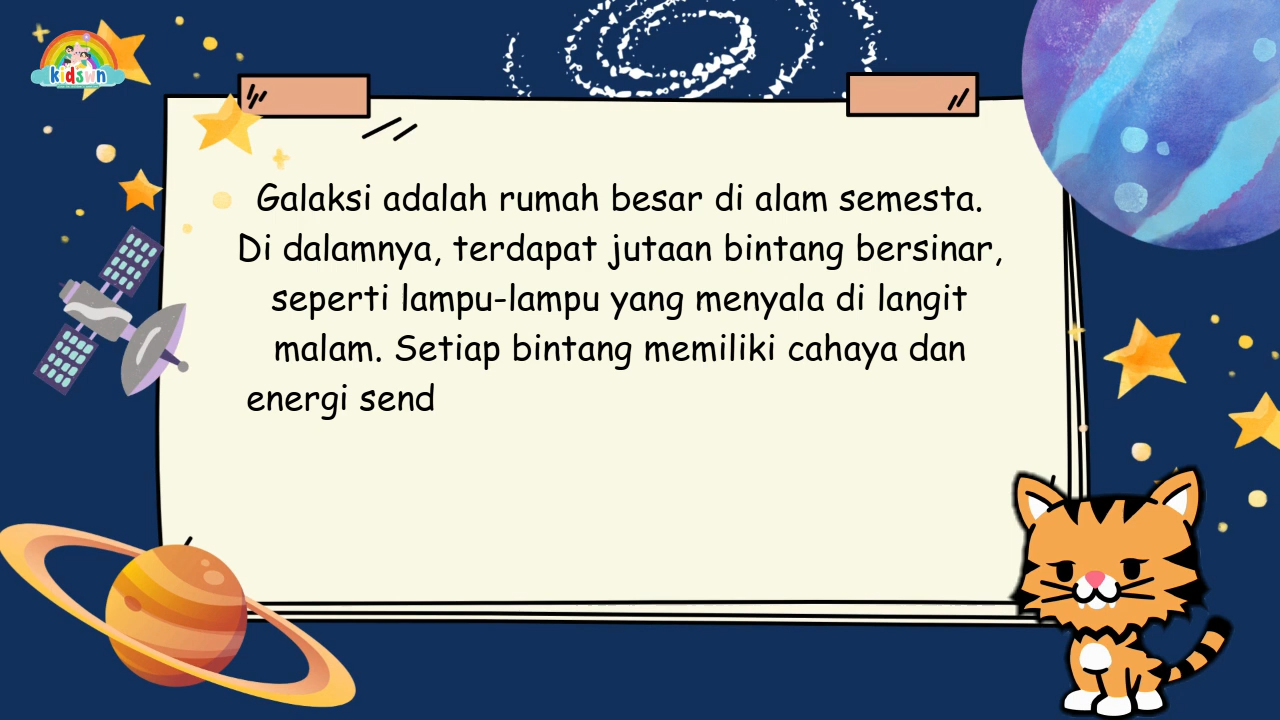 kidswn
Galaksi adalah rumah besar di alam semesta.
Di dalamnya, terdapat jutaan bintang bersinar,
seperti lampu-lampu yang menyala di langit
malam. Setiap bintang memiliki cahaya dan
energi send